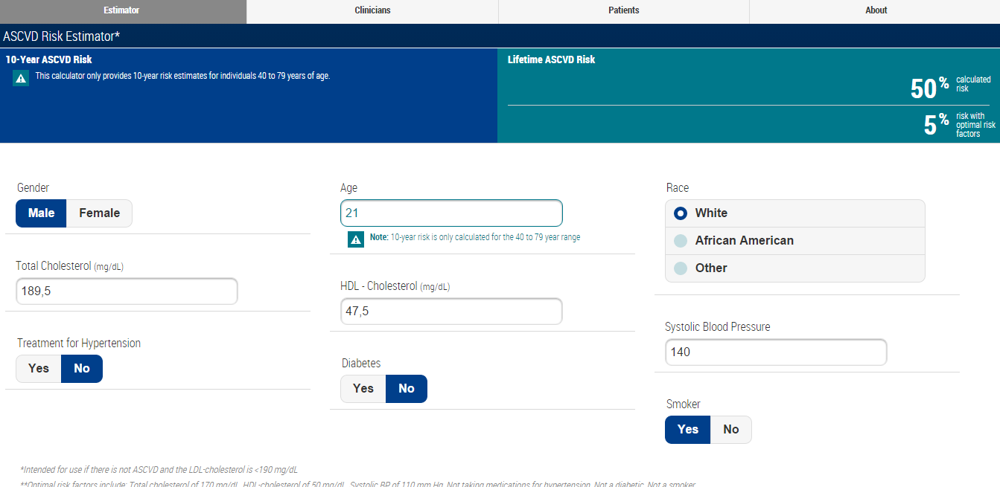 Estimator
Clinicians
Patients
About
ASCVD Risk Estimator*
10-Year ASCVD Risk
This calculator only provides 10-year risk estimates for individuals 40 to 79 years of age.
Lifetime ASCVD Risk
50% calculated
risk
5% risk with
optimal risk
factors
Gender
Male Female
Age
21
Note: 10-year risk is only calculated for the 40 to 79 year range
Race
White
African American
Other
Total Cholesterol (mg/dL)
189,5
HDL - Cholesterol (mg/dL)
47,5
Systolic Blood Pressure
140
Treatment for Hypertension
Yes No
Diabetes
Yes No
Smoker
Yes No
*Intended for use if there is not ASCVD and the LDL-cholesterol is <190 mg/dL
**Optimal risk factors include: Total cholesterol of 170 mg/dL, HDL-cholesterol of 50 mg/dL, Systolic BP of 110 mm Hg, Not taking medications for hypertension, Not a diabetic, Not a smoker